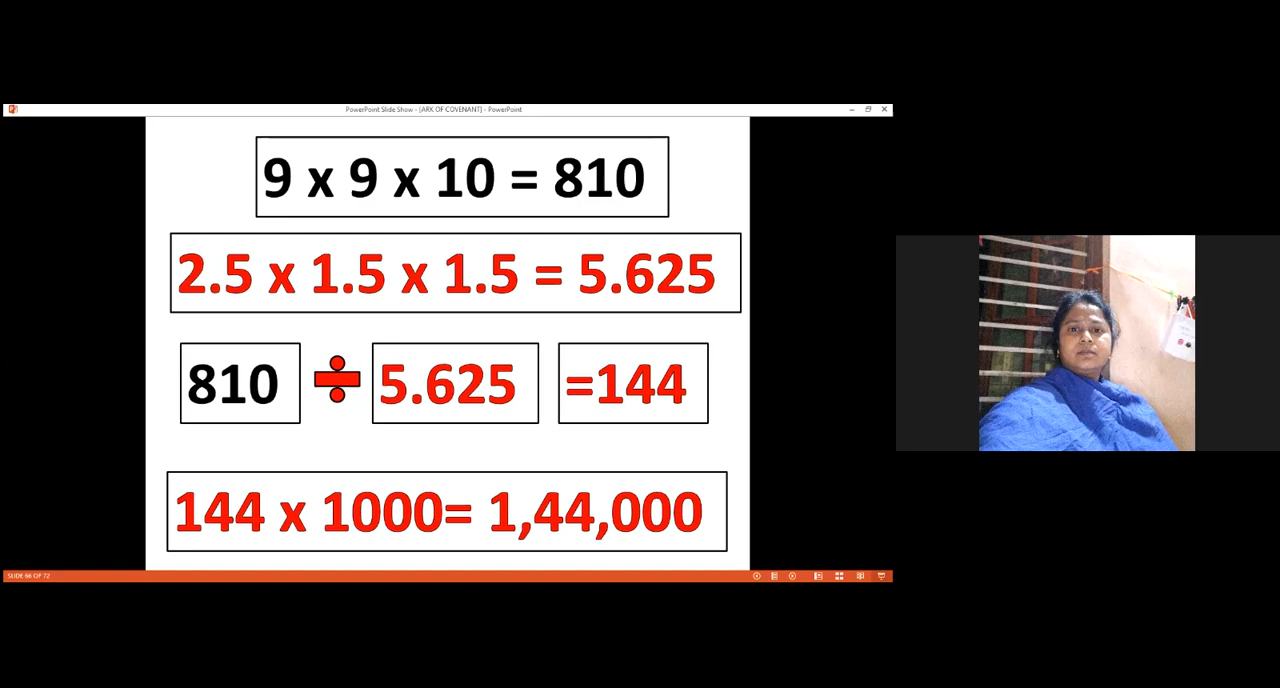 PowerPoint Slide Show - [ARK OF COVENANT] - PowerPoint
9 x 9 x 10 = 810
2.5 x 1.5 x 1.5 = 5.625
810 ÷ 5.625 =144
144 x 1000= 1,44,000
SLIDE 66 OF 72